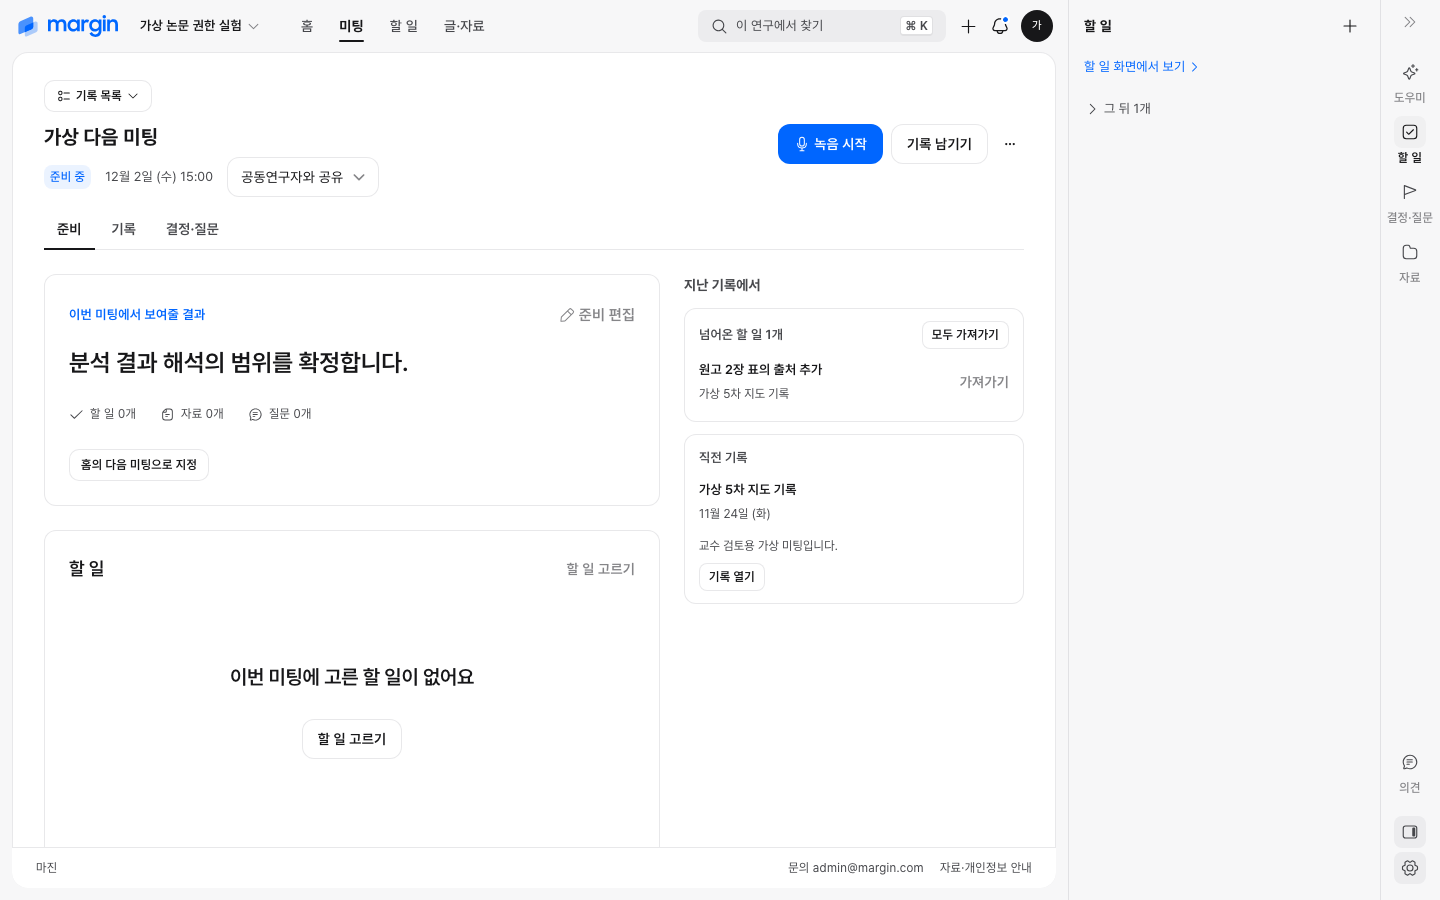 margin
가상 논문 권한 실험
홈
미팅
할 일
글·자료
이 연구에서 찾기
⌘ K
가
기록 목록
가상 다음 미팅
준비 중
12월 2일 (수) 15:00
공동연구자와 공유
녹음 시작
기록 남기기
준비
기록
결정·질문
이번 미팅에서 보여줄 결과
준비 편집
분석 결과 해석의 범위를 확정합니다.
할 일 0개
자료 0개
질문 0개
홈의 다음 미팅으로 지정
할 일
할 일 고르기
이번 미팅에 고른 할 일이 없어요
할 일 고르기
지난 기록에서
넘어온 할 일 1개
모두 가져가기
원고 2장 표의 출처 추가
가상 5차 지도 기록
가져가기
직전 기록
가상 5차 지도 기록
11월 24일 (화)
교수 검토용 가상 미팅입니다.
기록 열기
마진
문의 admin@margin.com
자료·개인정보 안내
할 일
할 일 화면에서 보기
그 뒤 1개
도우미
할 일
결정·질문
자료
의견